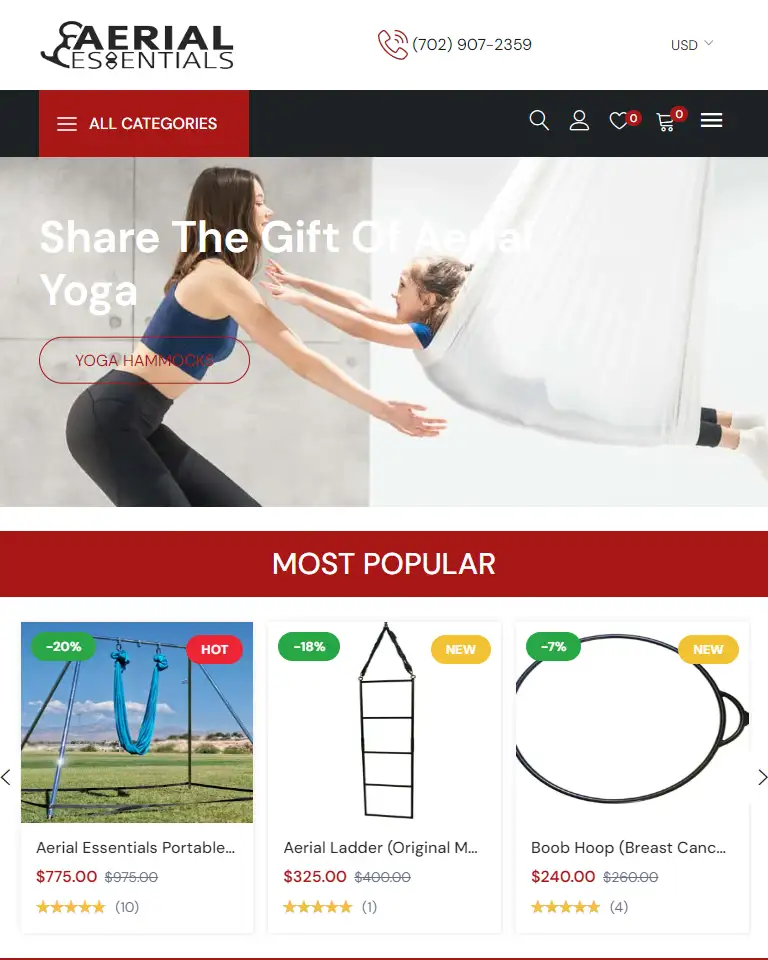 AERIAL
ESSENTIALS
(702) 907-2359
USD
ALL CATEGORIES
0
0
Share The Gift Of Aerial
Yoga
YOGA HAMMOCKS
MOST POPULAR
-20%
HOT
-18%
NEW
-7%
NEW
Aerial Essentials Portable...
$775.00 $975.00
(10)
Aerial Ladder (Original M...
$325.00 $400.00
(1)
Boob Hoop (Breast Canc...
$240.00 $260.00
(4)